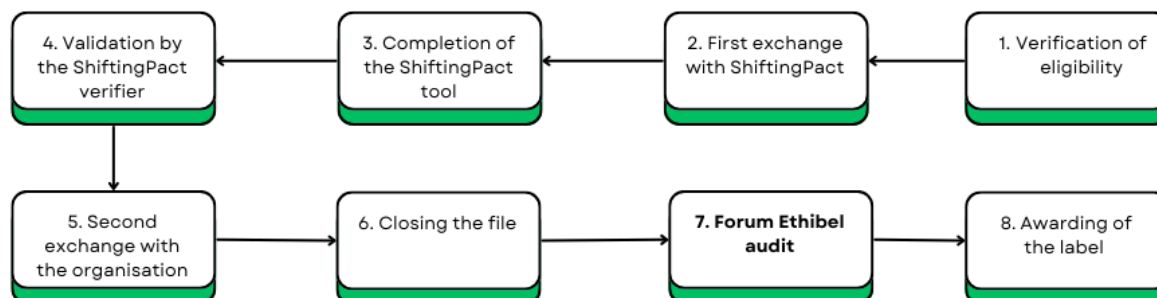 1. Verification of
eligibility
2. First exchange
with ShiftingPact
3. Completion of
the ShiftingPact
tool
4. Validation by
the ShiftingPact
verifier
5. Second
exchange with
the organisation
6. Closing the file
7. Forum Ethibel
audit
8. Awarding of
the label